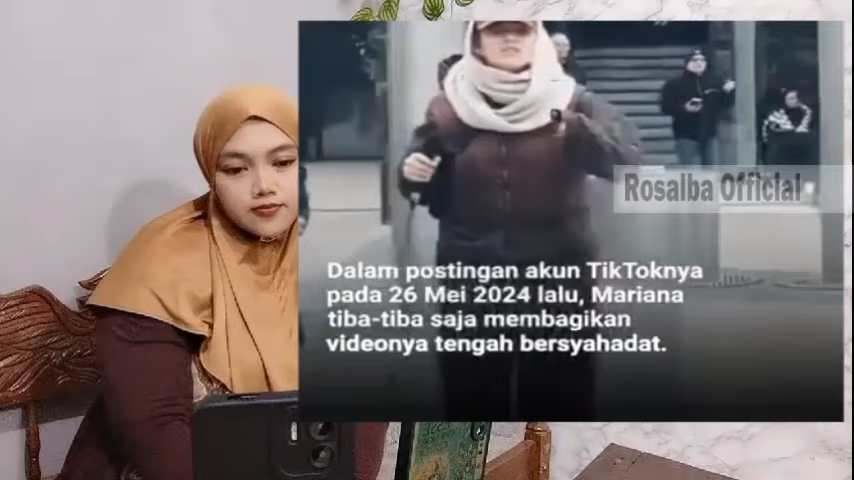 Rosalba Official
Dalam postingan akun TikToknya
pada 26 Mei 2024 lalu, Mariana
tiba-tiba saja membagikan
videonya tengah bersyahadat.